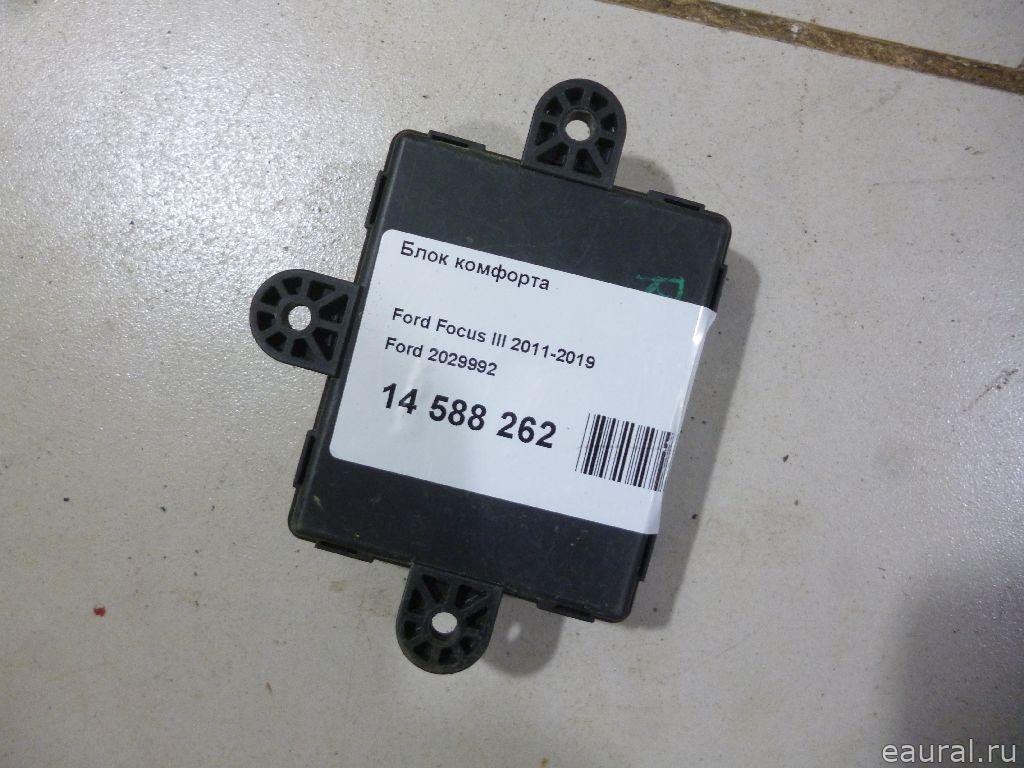 Блок комфорта
Ford Focus III 2011-2019
Ford 2029992
14 588 262
eaural.ru